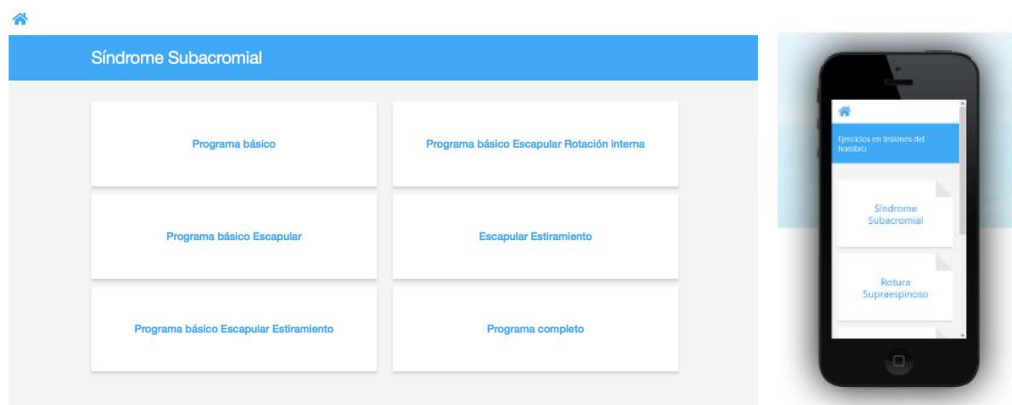 Síndrome Subacromial
Programa básico
Programa básico Escapular Rotación interna
Programa básico Escapular
Escapular Estiramiento
Programa básico Escapular Estiramiento
Programa completo
Ejercicios en lesiones del
hombro
Síndrome
Subacromial
Rotura
Supraespinoso